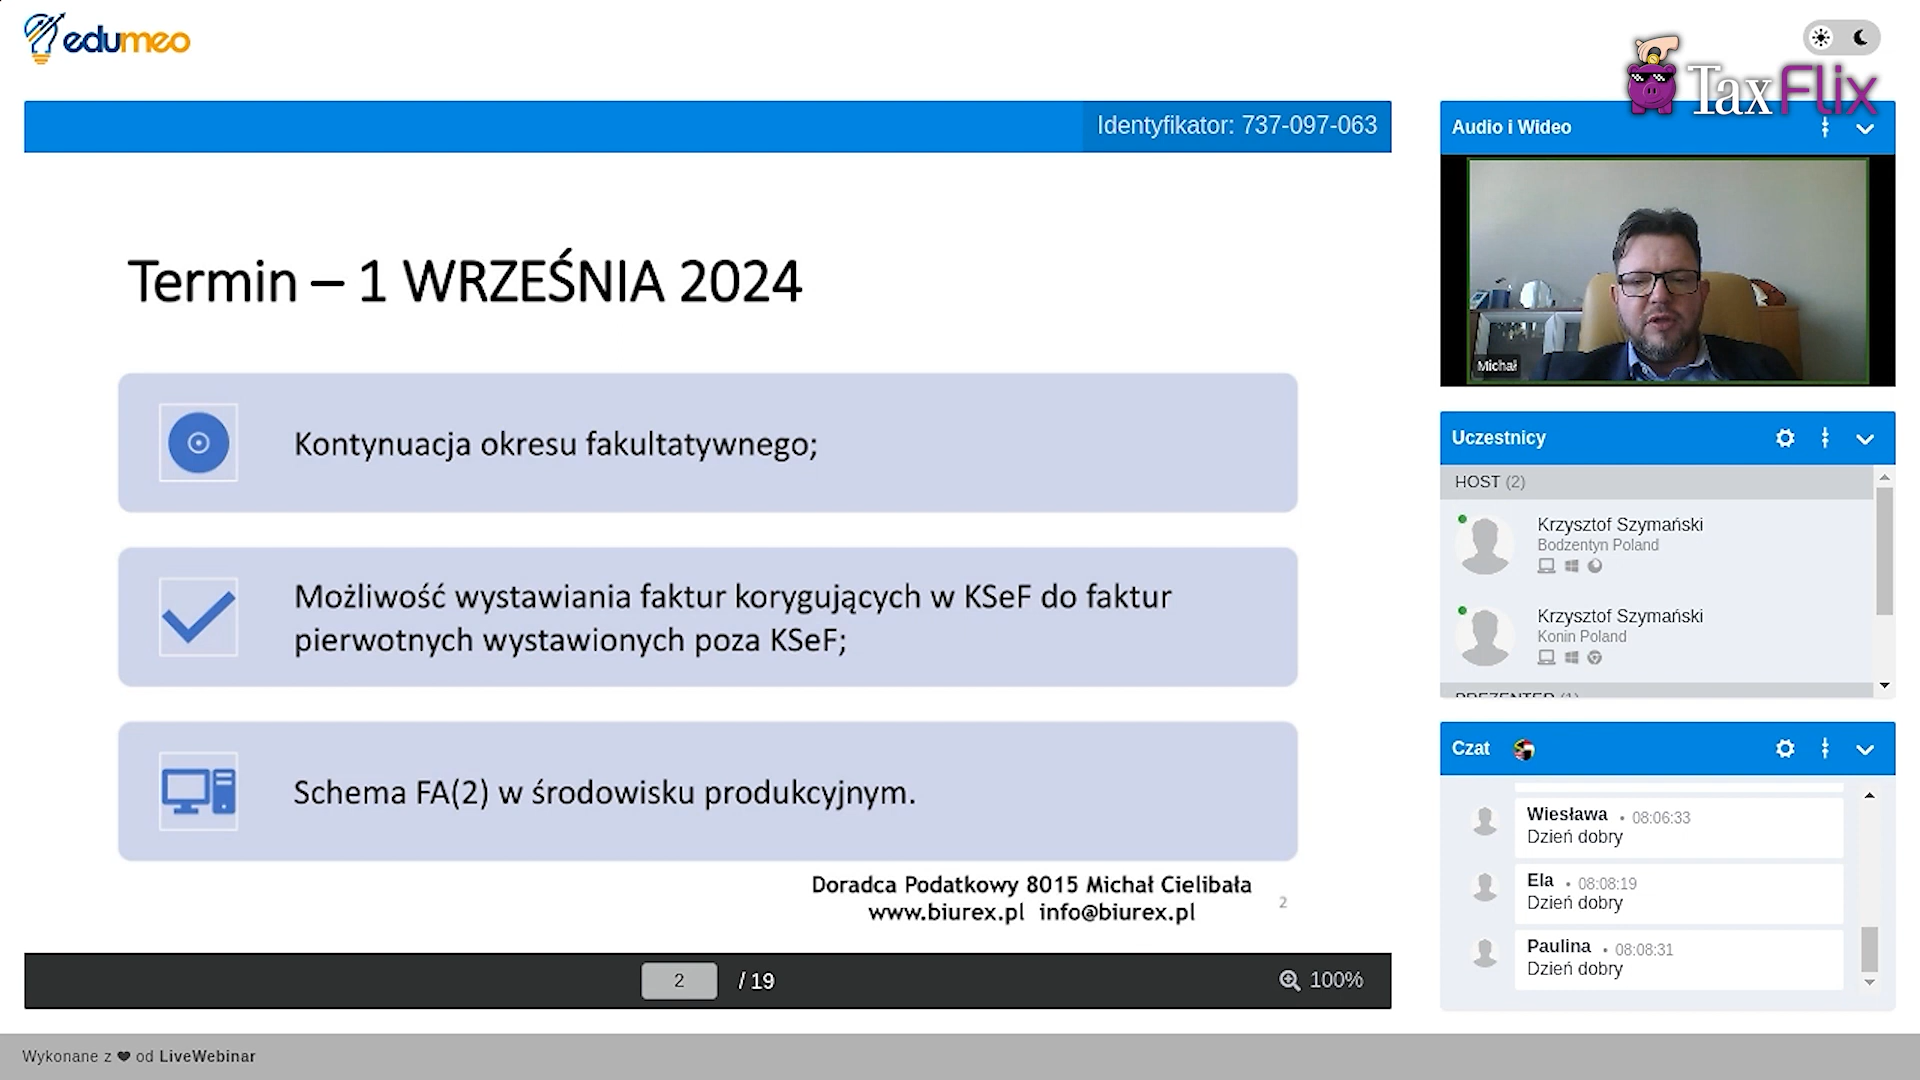 edumeo
TaxFlix
Identyfikator: 737-097-063
Termin – 1 WRZEŚNIA 2024
Kontynuacja okresu fakultatywnego;
Możliwość wystawiania faktur korygujących w KSeF do faktur
pierwotnych wystawionych poza KSeF;
Schema FA(2) w środowisku produkcyjnym.
Doradca Podatkowy 8015 Michał Cielibała
www.biurex.pl info@biurex.pl
2
2 / 19
100%
Audio i Wideo
Michał
Uczestnicy
HOST (2)
Krzysztof Szymański
Bodzentyn Poland
Krzysztof Szymański
Konin Poland
PREZENTER (1)
Czat
Wiesława • 08:06:33
Dzień dobry
Ela • 08:08:19
Dzień dobry
Paulina • 08:08:31
Dzień dobry
Wykonane z ❤ od LiveWebinar